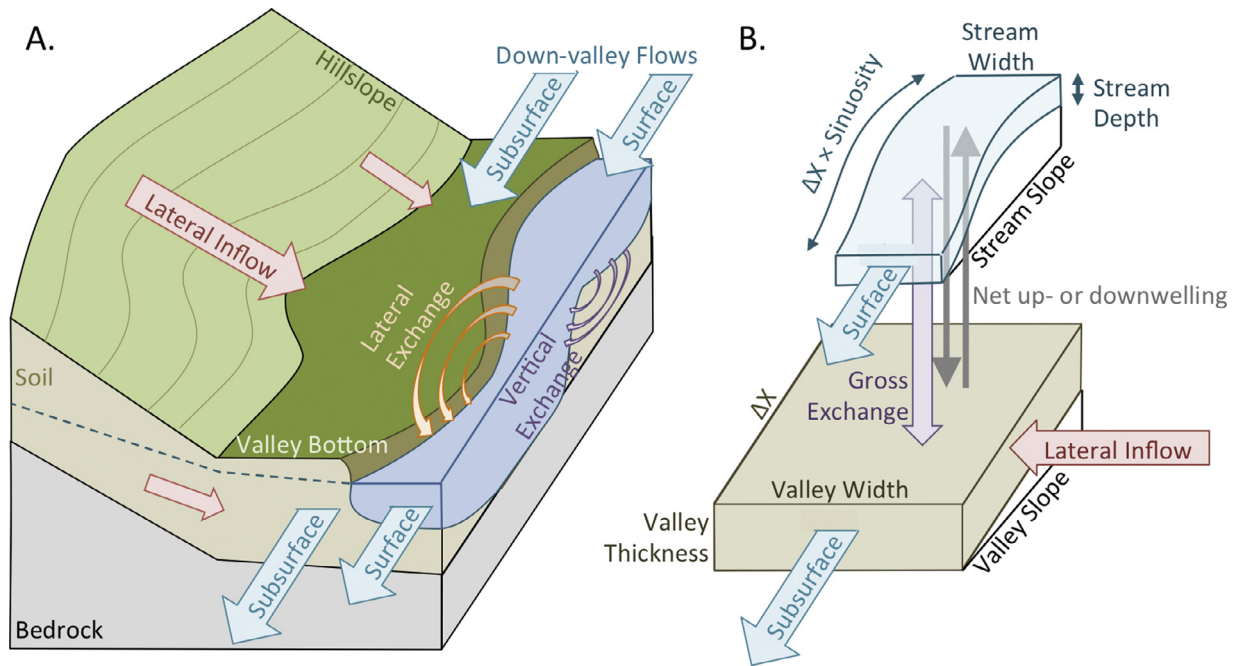 A.
Hillslope
Down-valley Flows
Subsurface
Surface
Lateral Inflow
Lateral
Exchange
Vertical
Exchange
Soil
Valley Bottom
Subsurface
Surface
Bedrock
B.
Stream
Width
Stream
Depth
ΔX x Sinuosity
Stream Slope
Surface
Net up- or downwelling
Gross
Exchange
ΔX
Lateral Inflow
Valley Width
Valley
Thickness
Valley Slope
Subsurface